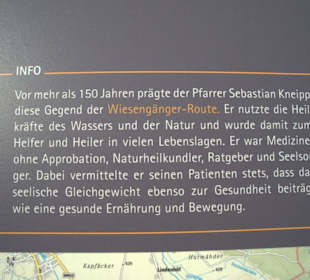 INFO
Vor mehr als 150 Jahren prägte der Pfarrer Sebastian Kneipp
diese Gegend der Wiesengänger-Route. Er nutzte die Heil
kräfte des Wassers und der Natur und wurde damit zum
Helfer und Heiler in vielen Lebenslagen. Er war Medizine
ohne Approbation, Naturheilkundler, Ratgeber und Seelso
ger. Dabei vermittelte er seinen Patienten stets, dass da
seelische Gleichgewicht ebenso zur Gesundheit beiträg
wie eine gesunde Ernährung und Bewegung.
Kapfäcker
Lindenhof